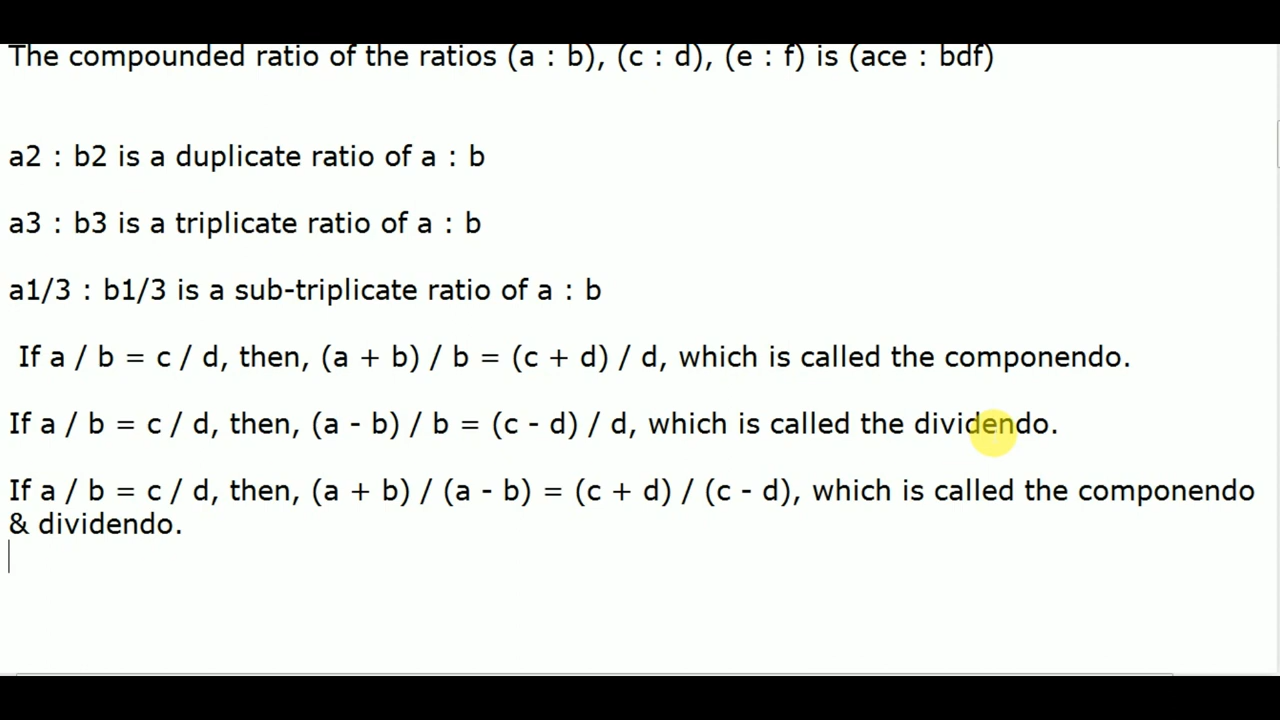 The compounded ratio of the ratios (a : b), (c : d), (e : f) is (ace : bdf)
a2 : b2 is a duplicate ratio of a : b
a3 : b3 is a triplicate ratio of a : b
a1/3 : b1/3 is a sub-triplicate ratio of a : b
If a / b = c / d, then, (a + b) / b = (c + d) / d, which is called the componendo.
If a / b = c / d, then, (a - b) / b = (c - d) / d, which is called the dividendo.
If a / b = c / d, then, (a + b) / (a - b) = (c + d) / (c - d), which is called the componendo
& dividendo.